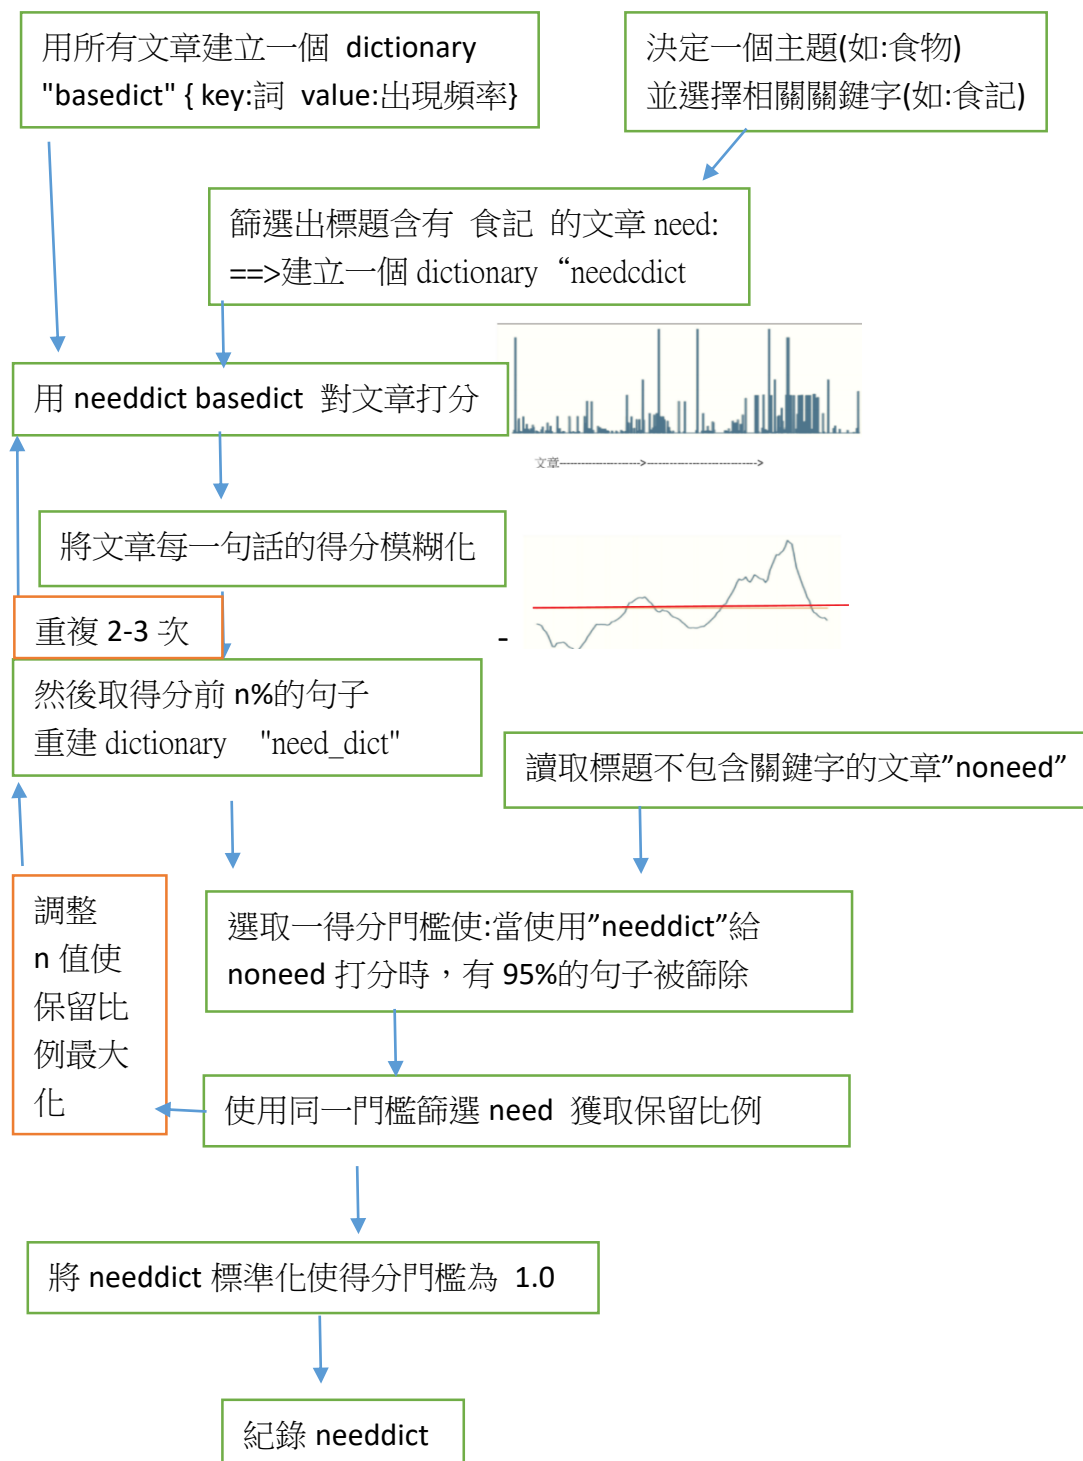 用所有文章建立一個 dictionary
"basedict" { key:詞 value:出現頻率}
決定一個主題(如:食物)
並選擇相關關鍵字(如:食記)
篩選出標題含有 食記 的文章 need:
==>建立一個 dictionary “needcdict
用 needdict basedict 對文章打分
文章---------------------->------------------------------>
將文章每一句話的得分模糊化
重複 2-3 次
-
然後取得分前 n%的句子
重建 dictionary "need_dict"
讀取標題不包含關鍵字的文章”noneed”
調整
n 值使
保留比
例最大
化
選取一得分門檻使:當使用”needdict”給
noneed 打分時，有 95%的句子被篩除
使用同一門檻篩選 need 獲取保留比例
將 needdict 標準化使得分門檻為 1.0
紀錄 needdict